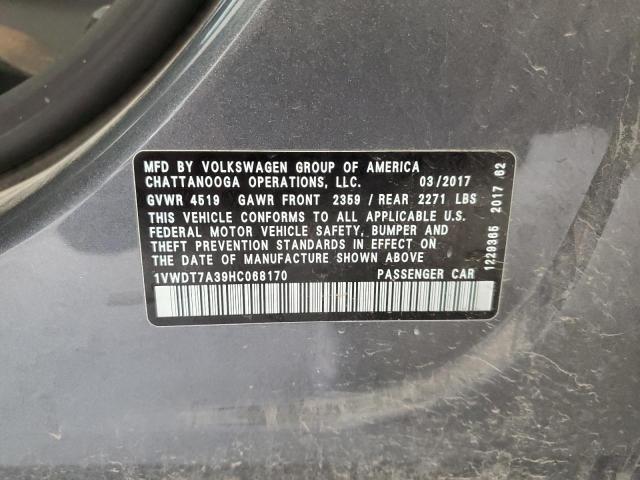 MFD BY VOLKSWAGEN GROUP OF AMERICA
CHATTANOOGA OPERATIONS, LLC. 03/2017
GVWR 4519 GAWR FRONT 2359 / REAR 2271 LBS
THIS VEHICLE CONFORMS TO ALL APPLICABLE U.S.
FEDERAL MOTOR VEHICLE SAFETY, BUMPER AND
THEFT PREVENTION STANDARDS IN EFFECT ON
THE DATE OF MANUFACTURE SHOWN ABOVE
1VWDT7A39HC068170 PASSENGER CAR
1229365 2017 62